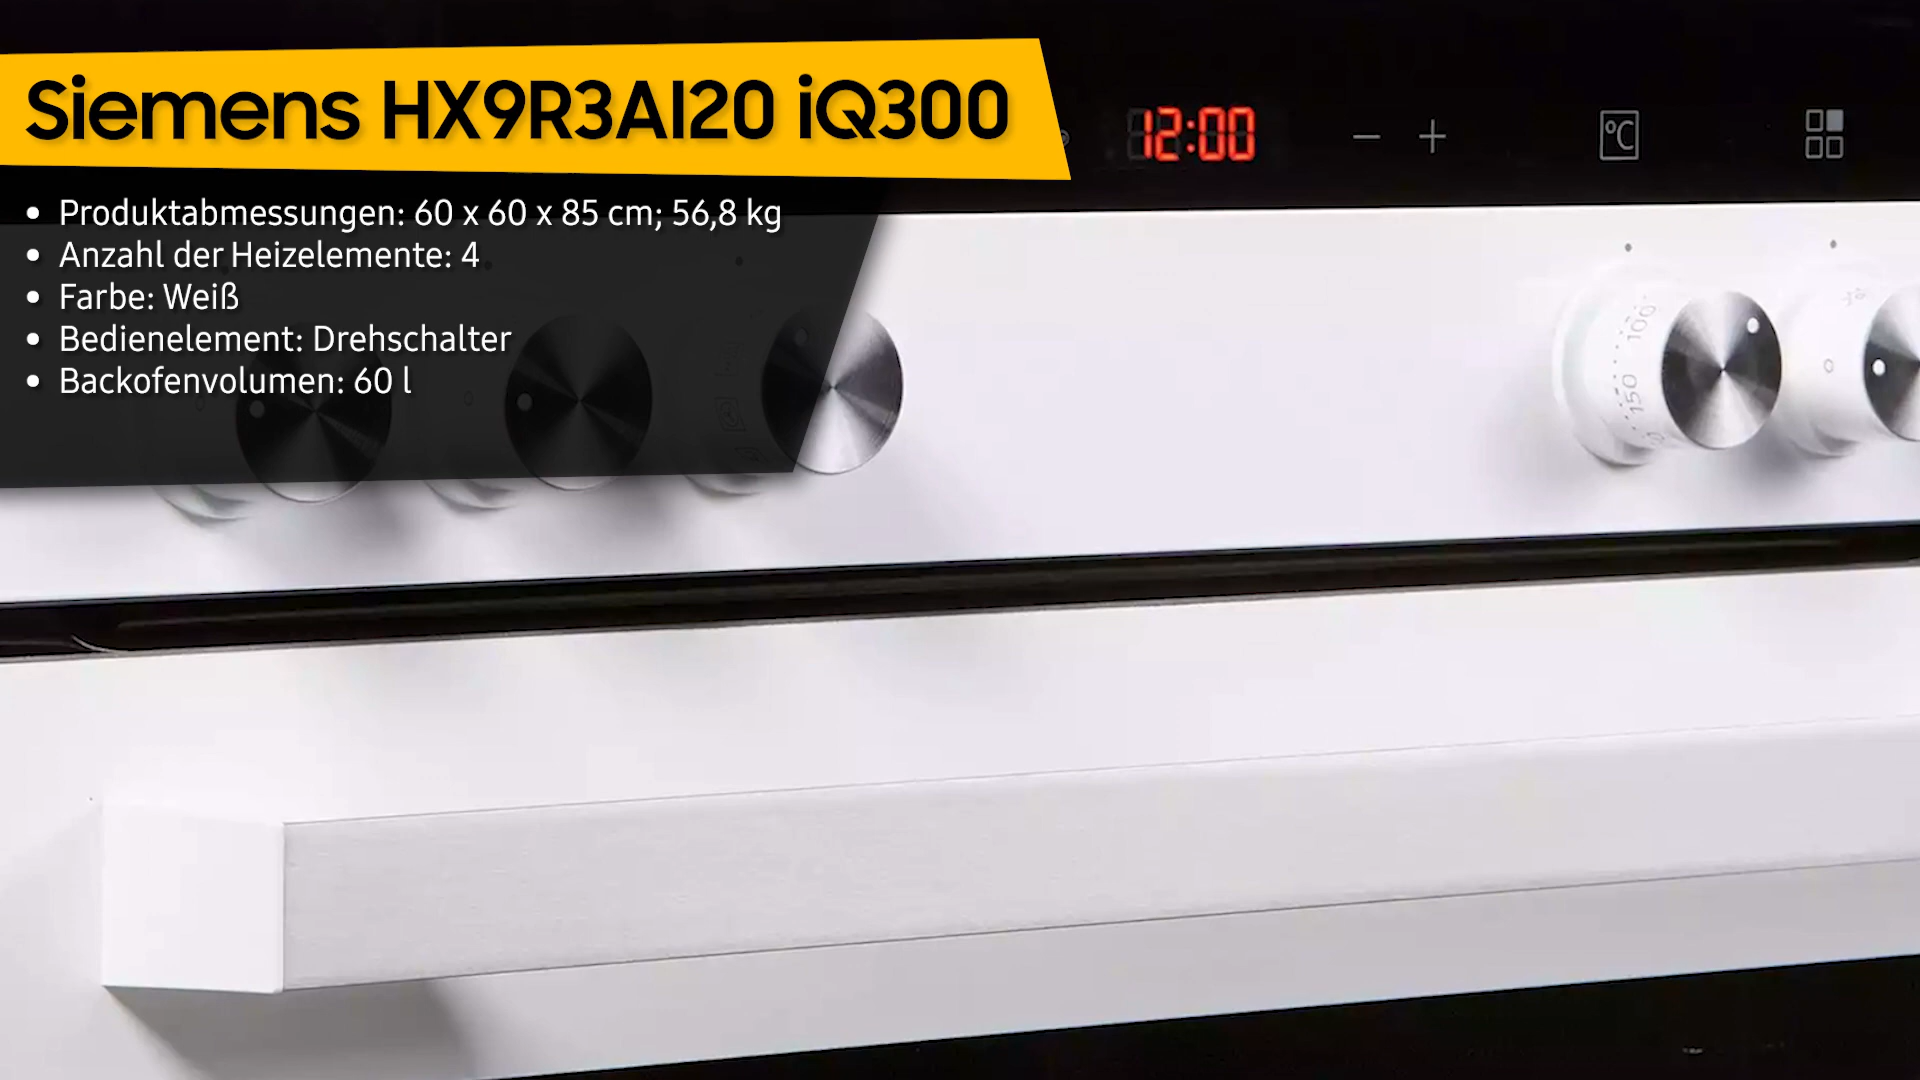 Siemens HX9R3AI20 iQ300
12:00
− +
°C
• Produktabmessungen: 60 x 60 x 85 cm; 56,8 kg
• Anzahl der Heizelemente: 4
• Farbe: Weiß
• Bedienelement: Drehschalter
• Backofenvolumen: 60 l
100
150